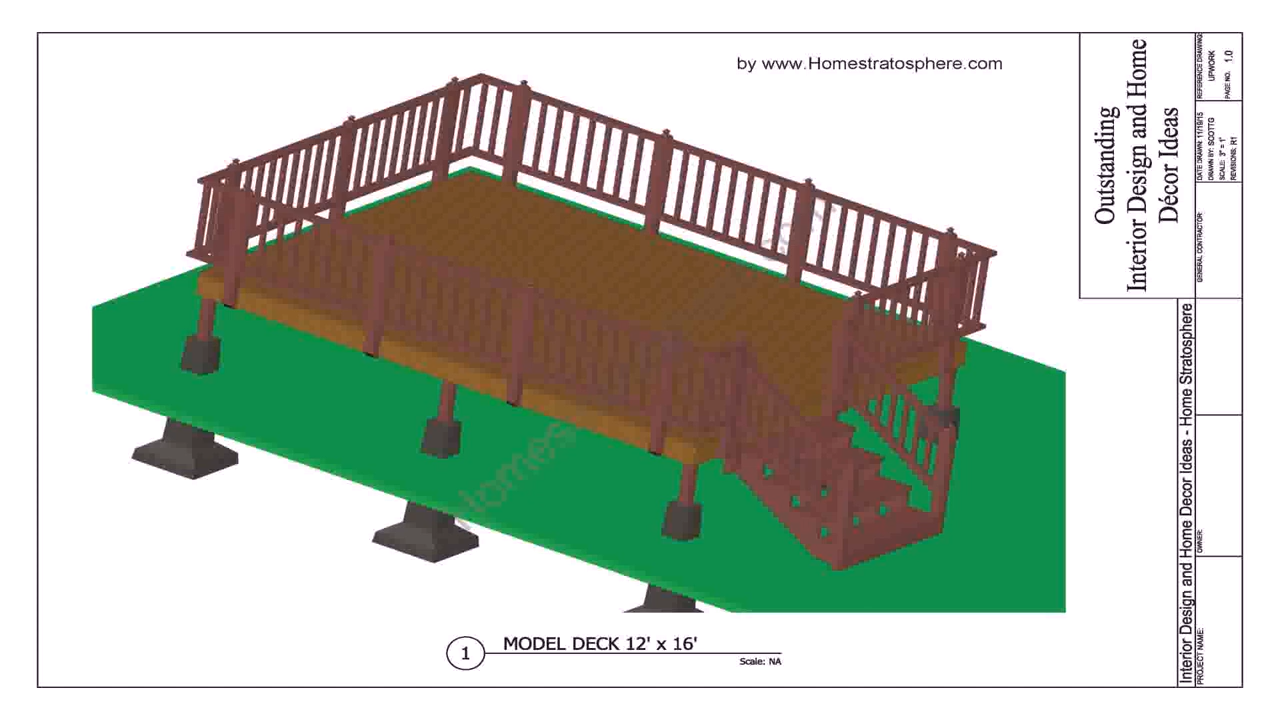 by www.Homestratosphere.com
Outstanding
Interior Design and Home
Décor Ideas
REFERENCE DRAWING:
UPWORK
PAGE NO. 1.0
DATE DRAWN: 11/19/15
DRAWN BY: SCOTTG
SCALE: 3" = 1'
REVISIONS: R1
GENERAL CONTRACTOR:
OWNER:
Interior Design and Home Decor Ideas - Home Stratosphere
PROJECT NAME:
1
MODEL DECK 12' x 16'
Scale: NA